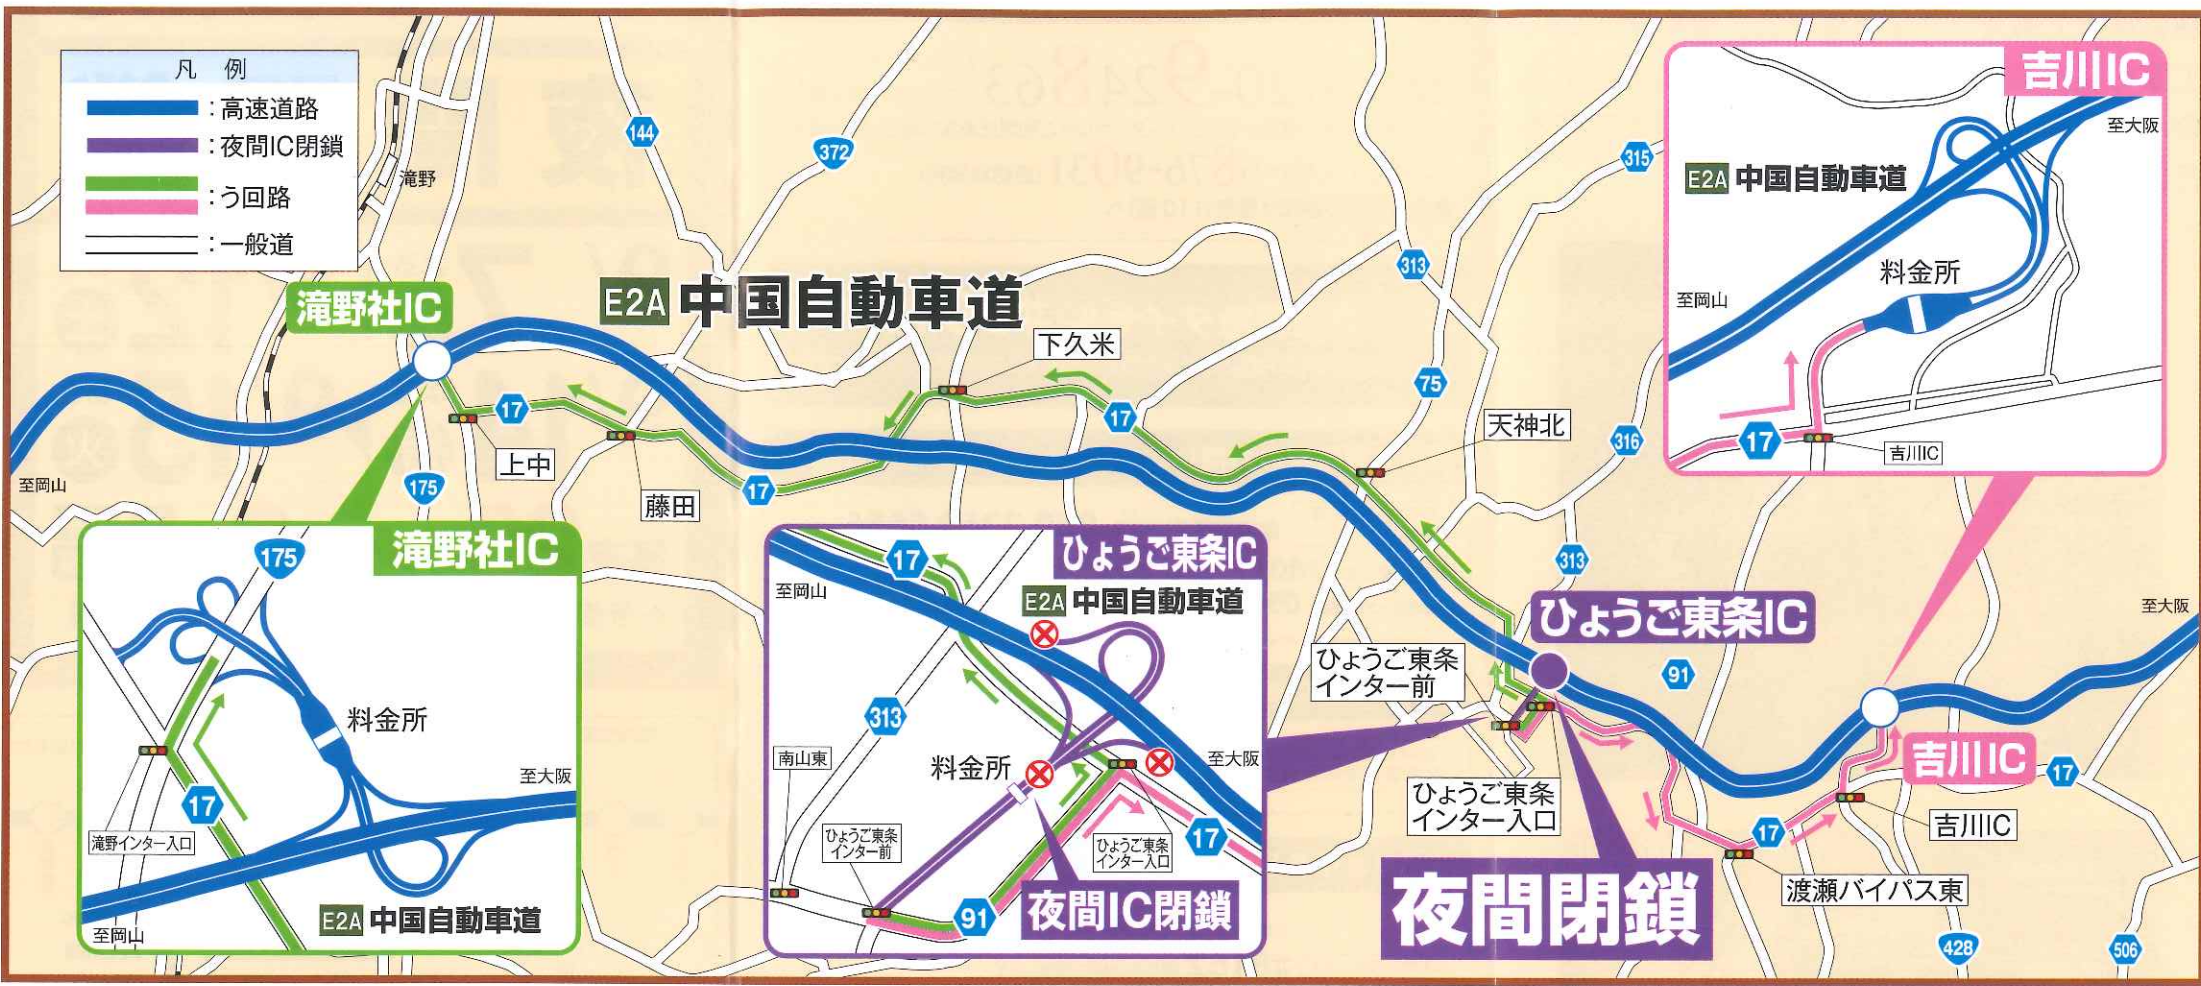 凡 例
：高速道路
：夜間IC閉鎖
：う回路
：一般道
滝野
144
372
315
313
滝野社IC
E2A 中国自動車道
下久米
17
75
天神北
316
17
上中
藤田
17
175
至岡山
313
吉川IC
至大阪
E2A 中国自動車道
料金所
至岡山
17
吉川IC
175
滝野社IC
料金所
至大阪
17
滝野インター入口
E2A 中国自動車道
至岡山
ひょうご東条IC
17
至岡山
E2A 中国自動車道
313
南山東
料金所
至大阪
ひょうご東条
インター前
ひょうご東条
インター入口
17
夜間IC閉鎖
91
ひょうご東条IC
至大阪
ひょうご東条
インター前
91
吉川IC
17
ひょうご東条
インター入口
17
吉川IC
夜間閉鎖
渡瀬バイパス東
428
506